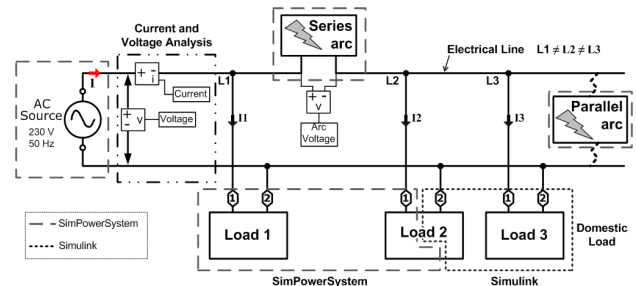 Current and
Voltage Analysis
Series
arc
Electrical Line
L1 ≠ L2 ≠ L3
I
+ -
i
Current
L1
L2
L3
AC
Source
230 V
50 Hz
+ -
v
Voltage
+ -
v
Arc
Voltage
I1
I2
I3
Parallel
arc
1
2
1
2
1
2
Load 1
Load 2
Load 3
Domestic
Load
SimPowerSystem
Simulink
SimPowerSystem
Simulink